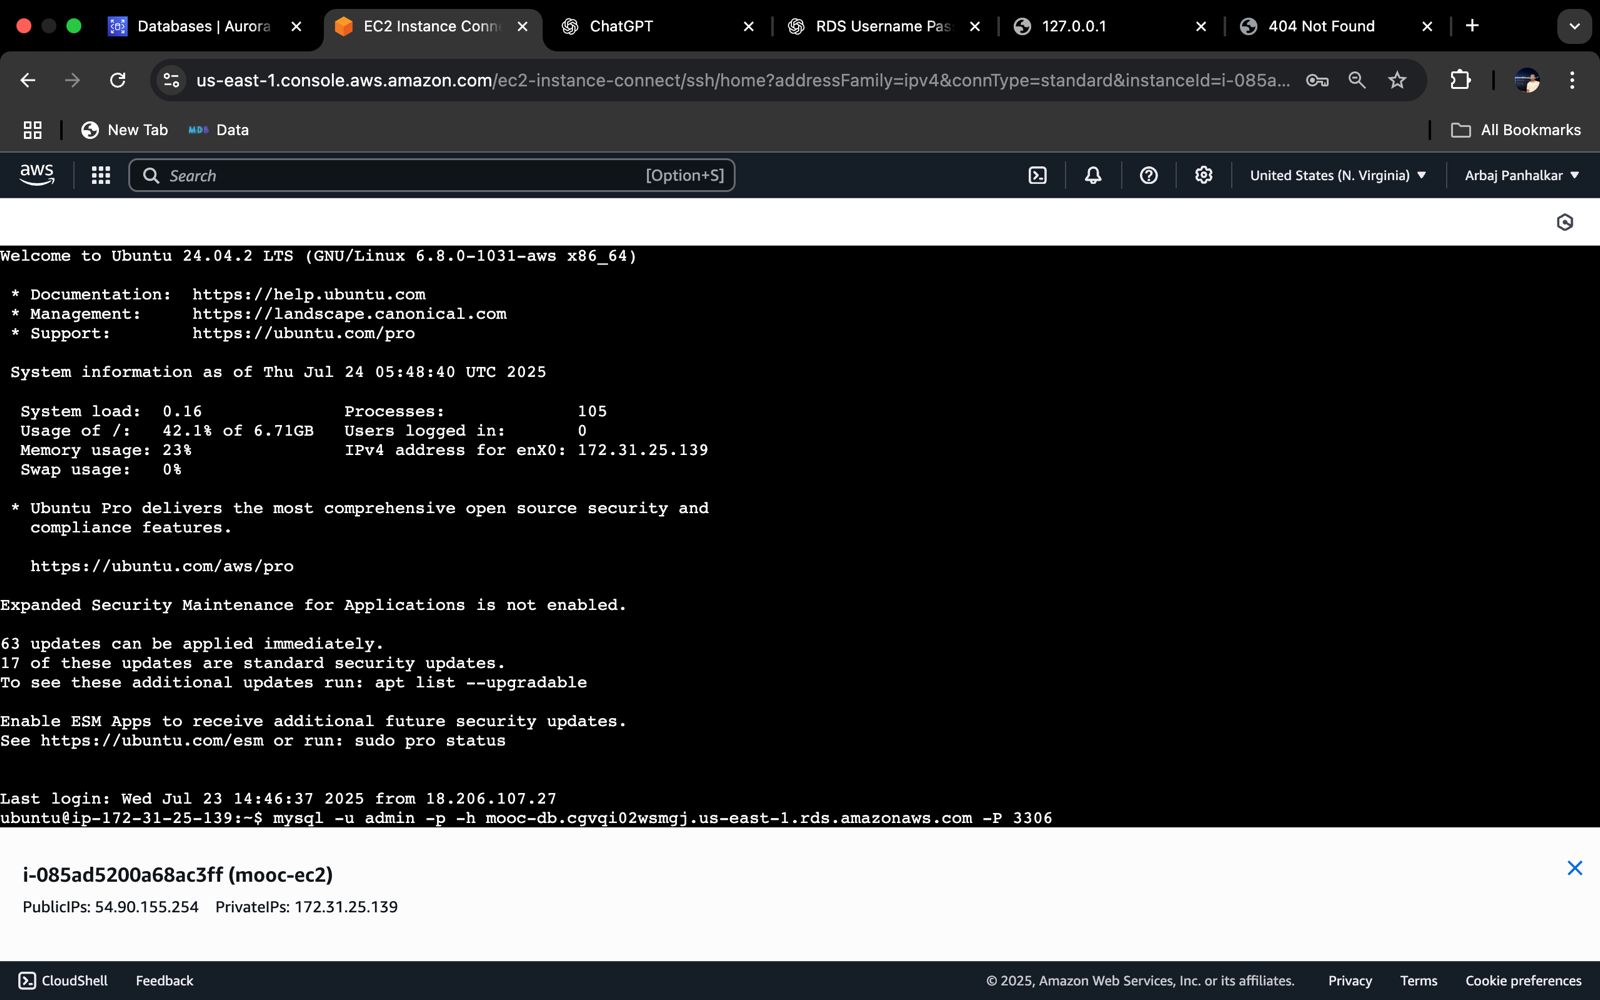 Databases | Aurora
EC2 Instance Conn
ChatGPT
RDS Username Pas
127.0.0.1
404 Not Found
us-east-1.console.aws.amazon.com/ec2-instance-connect/ssh/home?addressFamily=ipv4&connType=standard&instanceId=i-085a...
New Tab
MDB Data
All Bookmarks
aws
Search
[Option+S]
United States (N. Virginia)
Arbaj Panhalkar
Welcome to Ubuntu 24.04.2 LTS (GNU/Linux 6.8.0-1031-aws x86_64)
* Documentation: https://help.ubuntu.com
* Management: https://landscape.canonical.com
* Support: https://ubuntu.com/pro
System information as of Thu Jul 24 05:48:40 UTC 2025
System load: 0.16 Processes: 105
Usage of /: 42.1% of 6.71GB Users logged in: 0
Memory usage: 23% IPv4 address for enX0: 172.31.25.139
Swap usage: 0%
* Ubuntu Pro delivers the most comprehensive open source security and
compliance features.
https://ubuntu.com/aws/pro
Expanded Security Maintenance for Applications is not enabled.
63 updates can be applied immediately.
17 of these updates are standard security updates.
To see these additional updates run: apt list --upgradable
Enable ESM Apps to receive additional future security updates.
See https://ubuntu.com/esm or run: sudo pro status
Last login: Wed Jul 23 14:46:37 2025 from 18.206.107.27
ubuntu@ip-172-31-25-139:~$ mysql -u admin -p -h mooc-db.cgvqi02wsmgj.us-east-1.rds.amazonaws.com -P 3306
i-085ad5200a68ac3ff (mooc-ec2)
PublicIPs: 54.90.155.254 PrivateIPs: 172.31.25.139
CloudShell
Feedback
© 2025, Amazon Web Services, Inc. or its affiliates.
Privacy
Terms
Cookie preferences